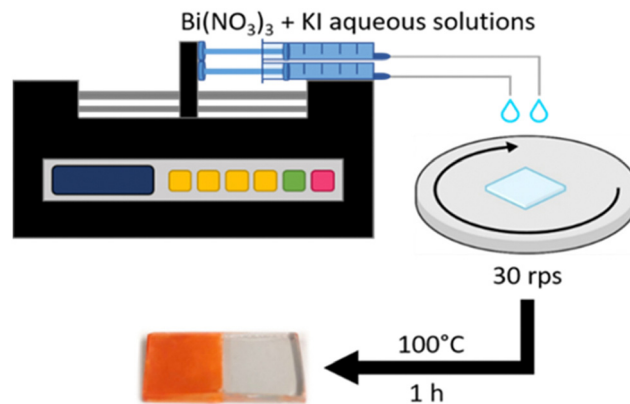 Bi(NO₃)₃ + KI aqueous solutions
30 rps
100°C
1 h